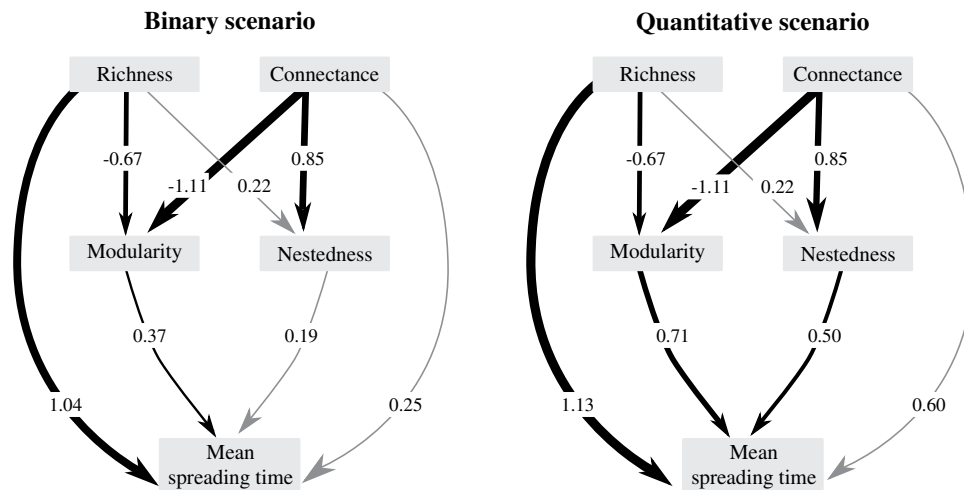 Binary scenario
Richness
Connectance
-0.67
0.85
-1.11
0.22
Modularity
Nestedness
0.37
0.19
1.04
0.25
Mean
spreading time
Quantitative scenario
Richness
Connectance
-0.67
0.85
-1.11
0.22
Modularity
Nestedness
0.71
0.50
1.13
0.60
Mean
spreading time